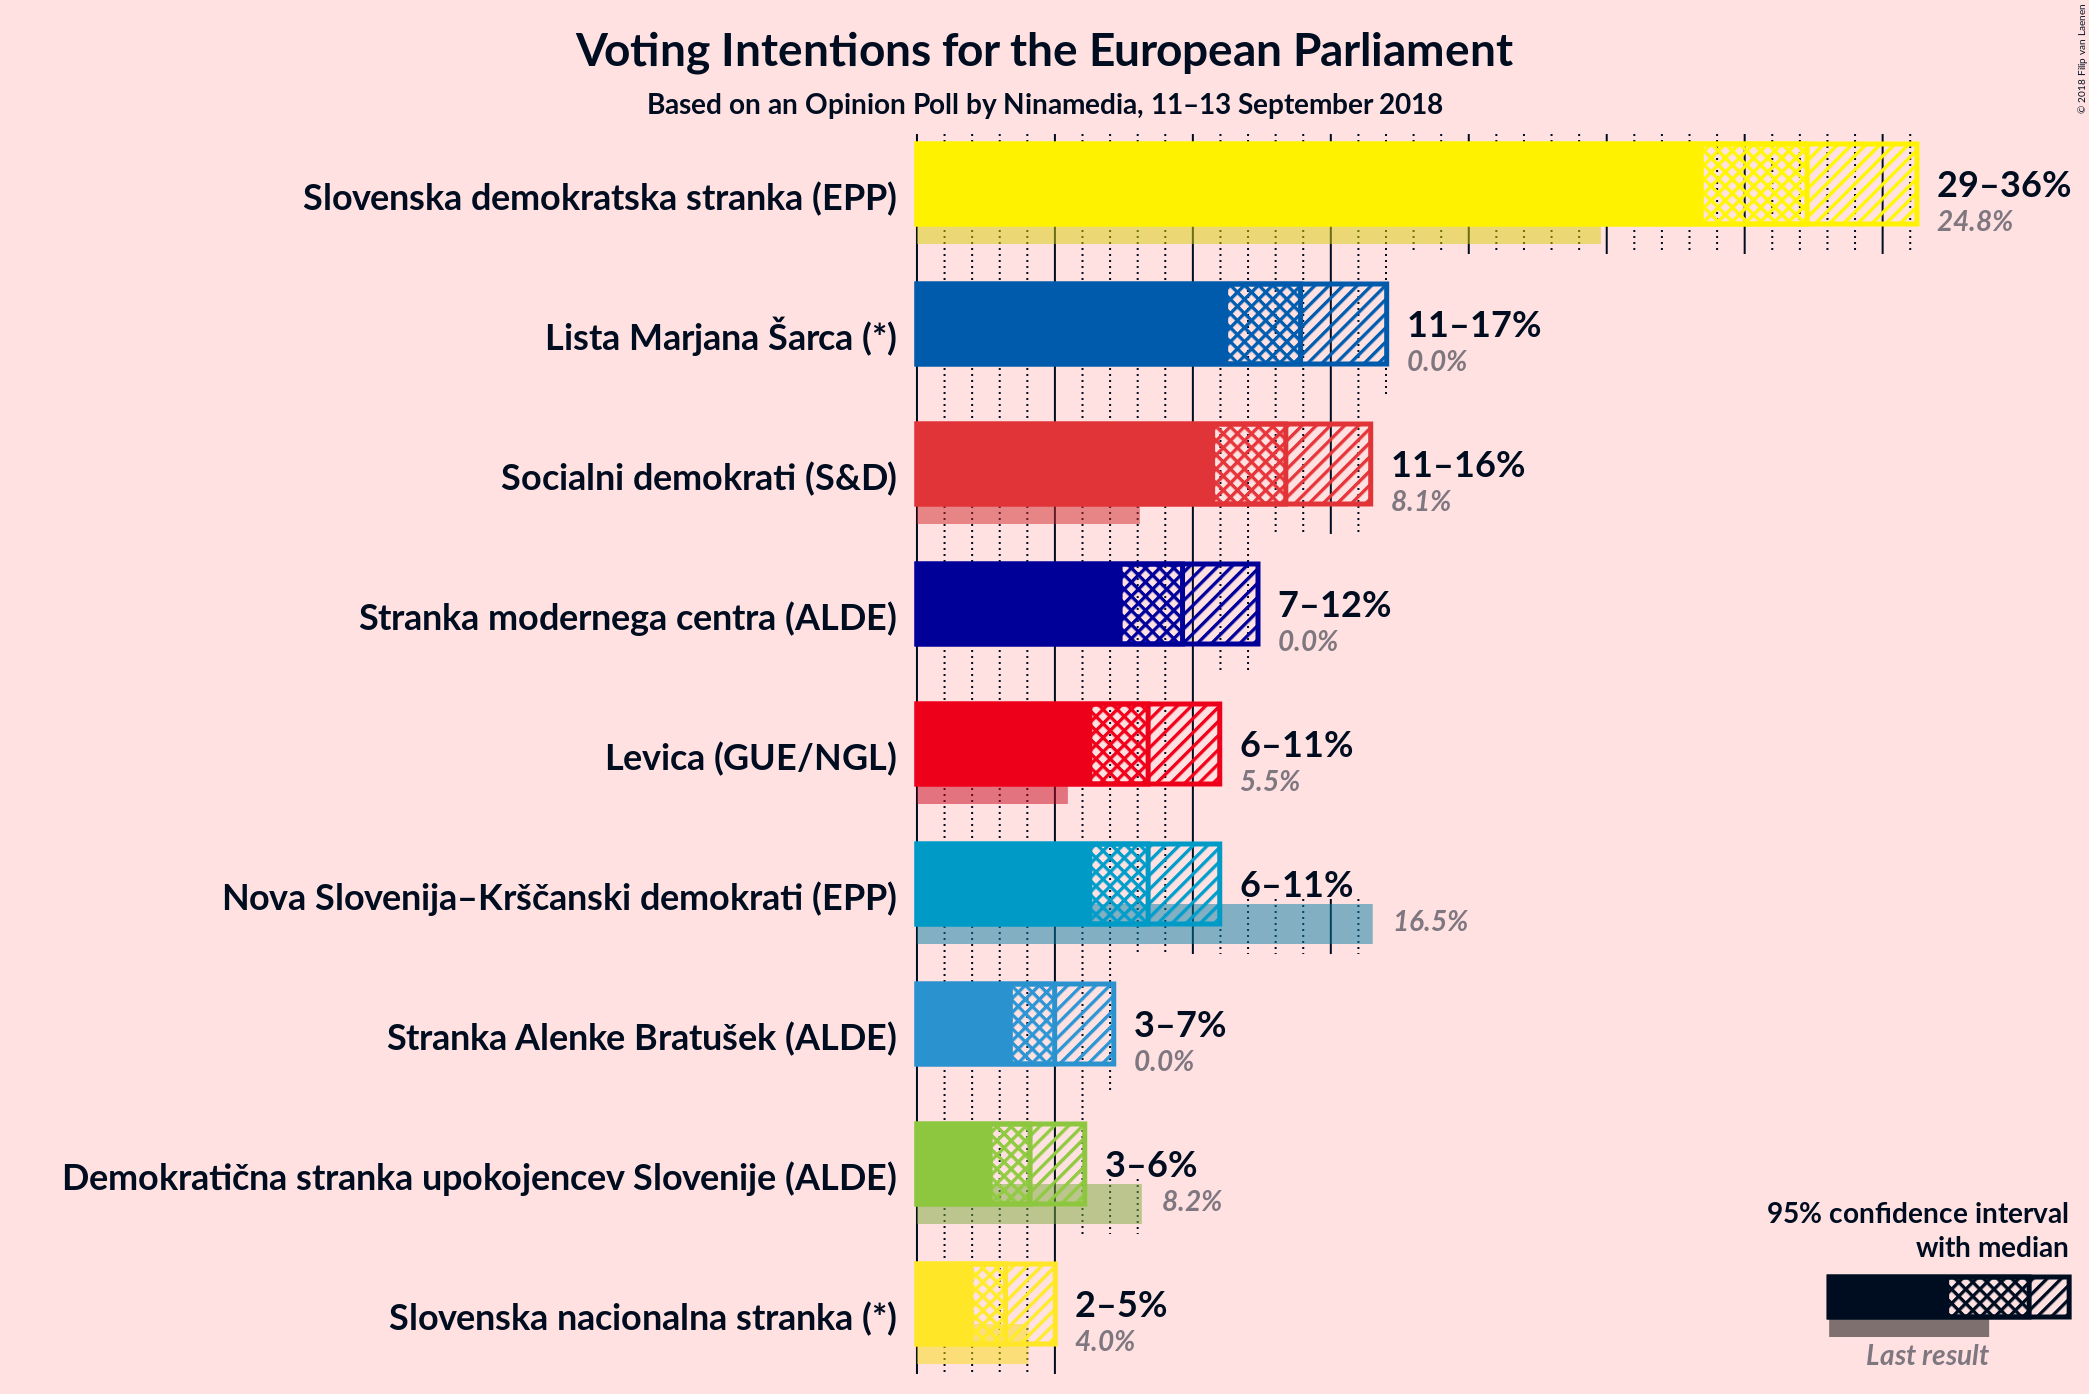 Voting Intentions for the European Parliament
Based on an Opinion Poll by Ninamedia, 11–13 September 2018
© 2018 Filip van Laenen
Slovenska demokratska stranka (EPP)
29–36%
24.8%
Lista Marjana Šarca (*)
11–17%
0.0%
Socialni demokrati (S&D)
11–16%
8.1%
Stranka modernega centra (ALDE)
7–12%
0.0%
Levica (GUE/NGL)
6–11%
5.5%
Nova Slovenija–Krščanski demokrati (EPP)
6–11%
16.5%
Stranka Alenke Bratušek (ALDE)
3–7%
0.0%
Demokratična stranka upokojencev Slovenije (ALDE)
3–6%
8.2%
Slovenska nacionalna stranka (*)
2–5%
4.0%
95% confidence interval
with median
Last result